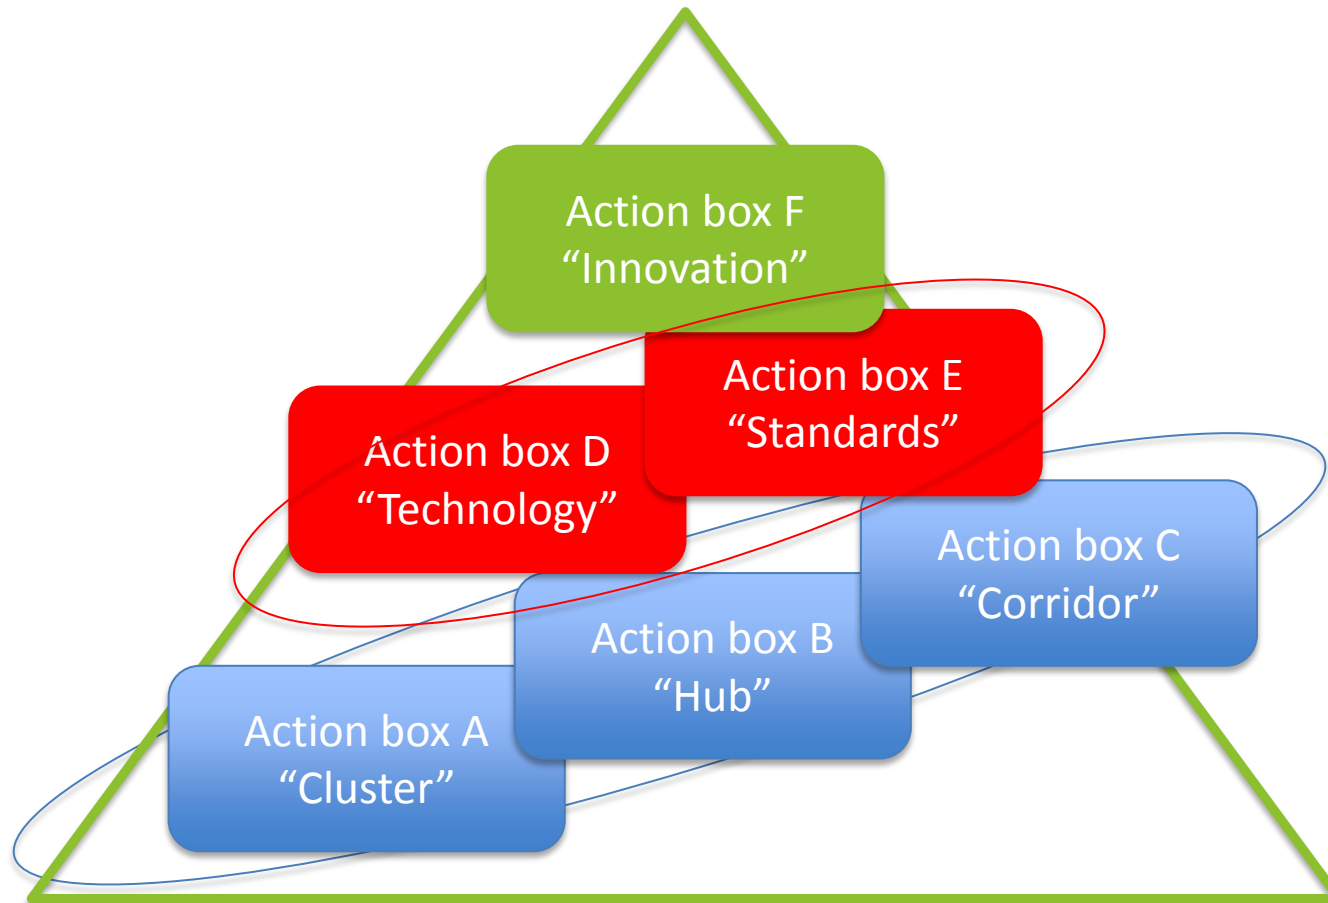 Action box F
“Innovation”
Action box E
“Standards”
Action box D
“Technology”
Action box C
“Corridor”
Action box B
“Hub”
Action box A
“Cluster”